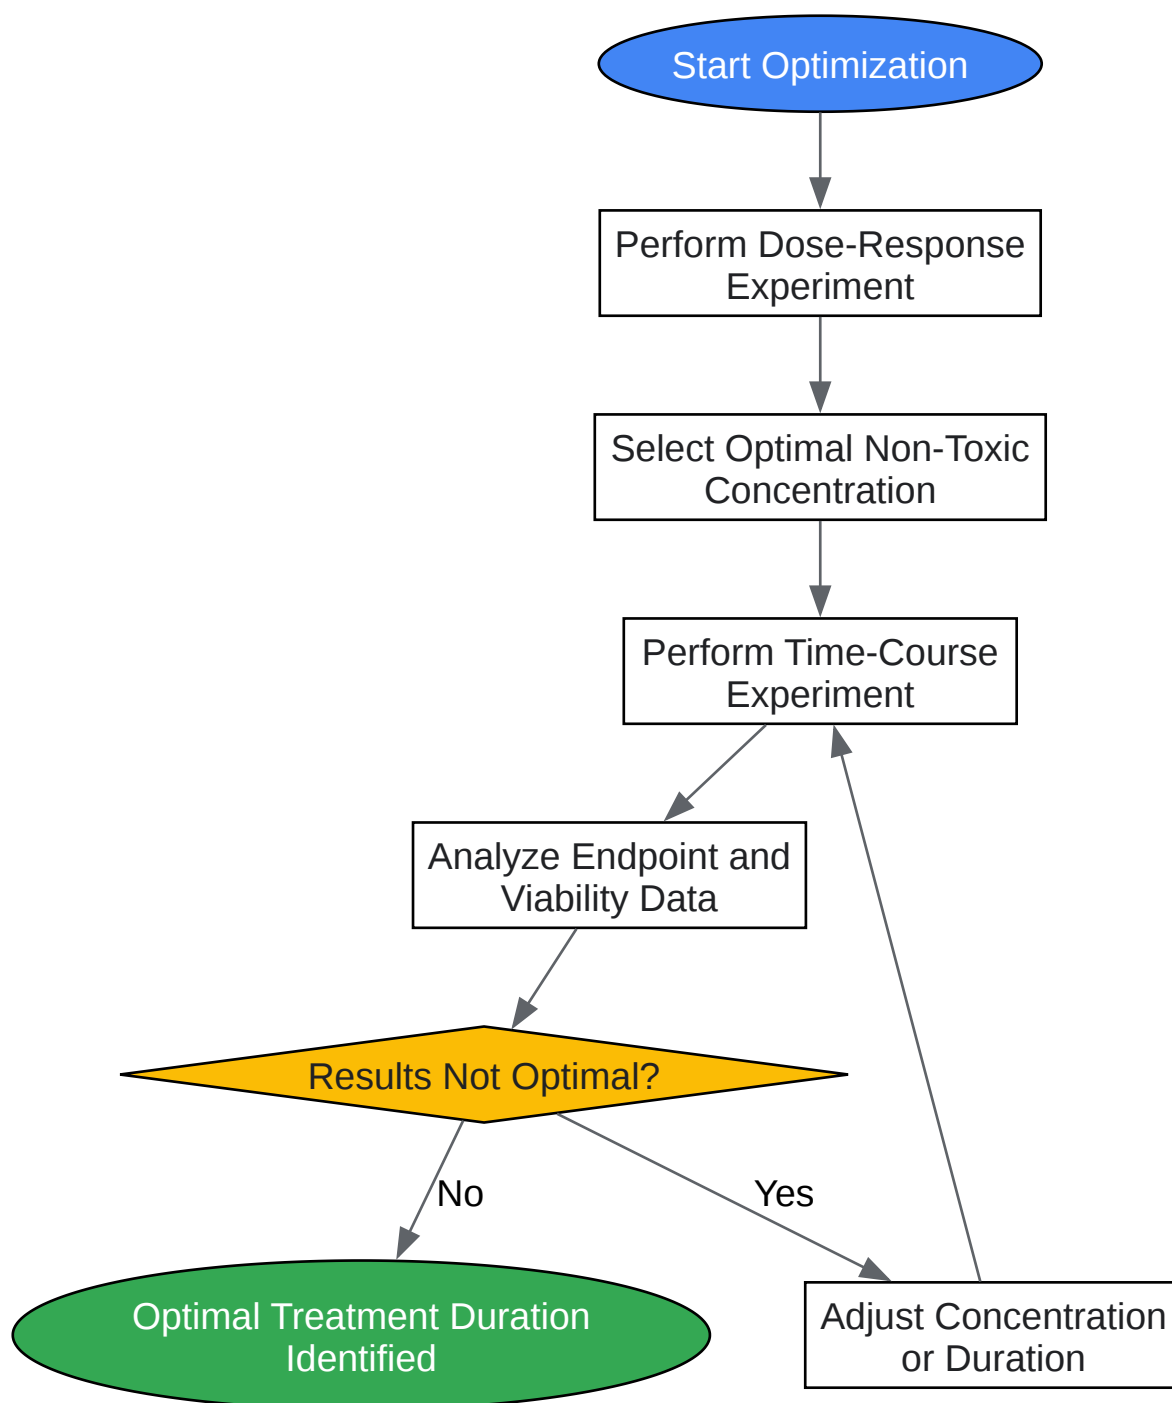 Start Optimization
Perform Dose-Response
Experiment
Select Optimal Non-Toxic
Concentration
Perform Time-Course
Experiment
Analyze Endpoint and
Viability Data
Results Not Optimal?
No
Yes
Optimal Treatment Duration
Identified
Adjust Concentration
or Duration